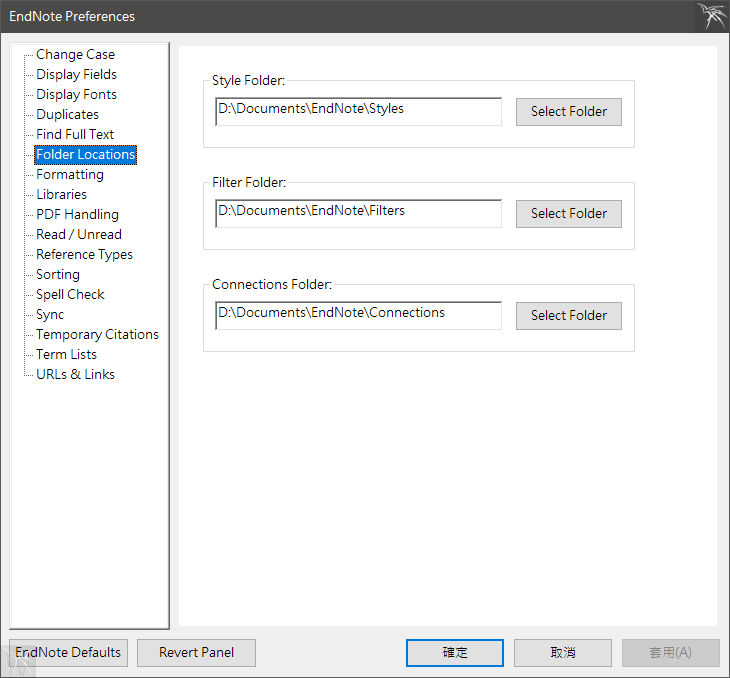 EndNote Preferences
Change Case
Display Fields
Display Fonts
Duplicates
Find Full Text
Folder Locations
Formatting
Libraries
PDF Handling
Read / Unread
Reference Types
Sorting
Spell Check
Sync
Temporary Citations
Term Lists
URLs & Links
Style Folder:
D:\Documents\EndNote\Styles
Select Folder
Filter Folder:
D:\Documents\EndNote\Filters
Select Folder
Connections Folder:
D:\Documents\EndNote\Connections
Select Folder
EndNote Defaults
Revert Panel
確定
取消
套用(A)